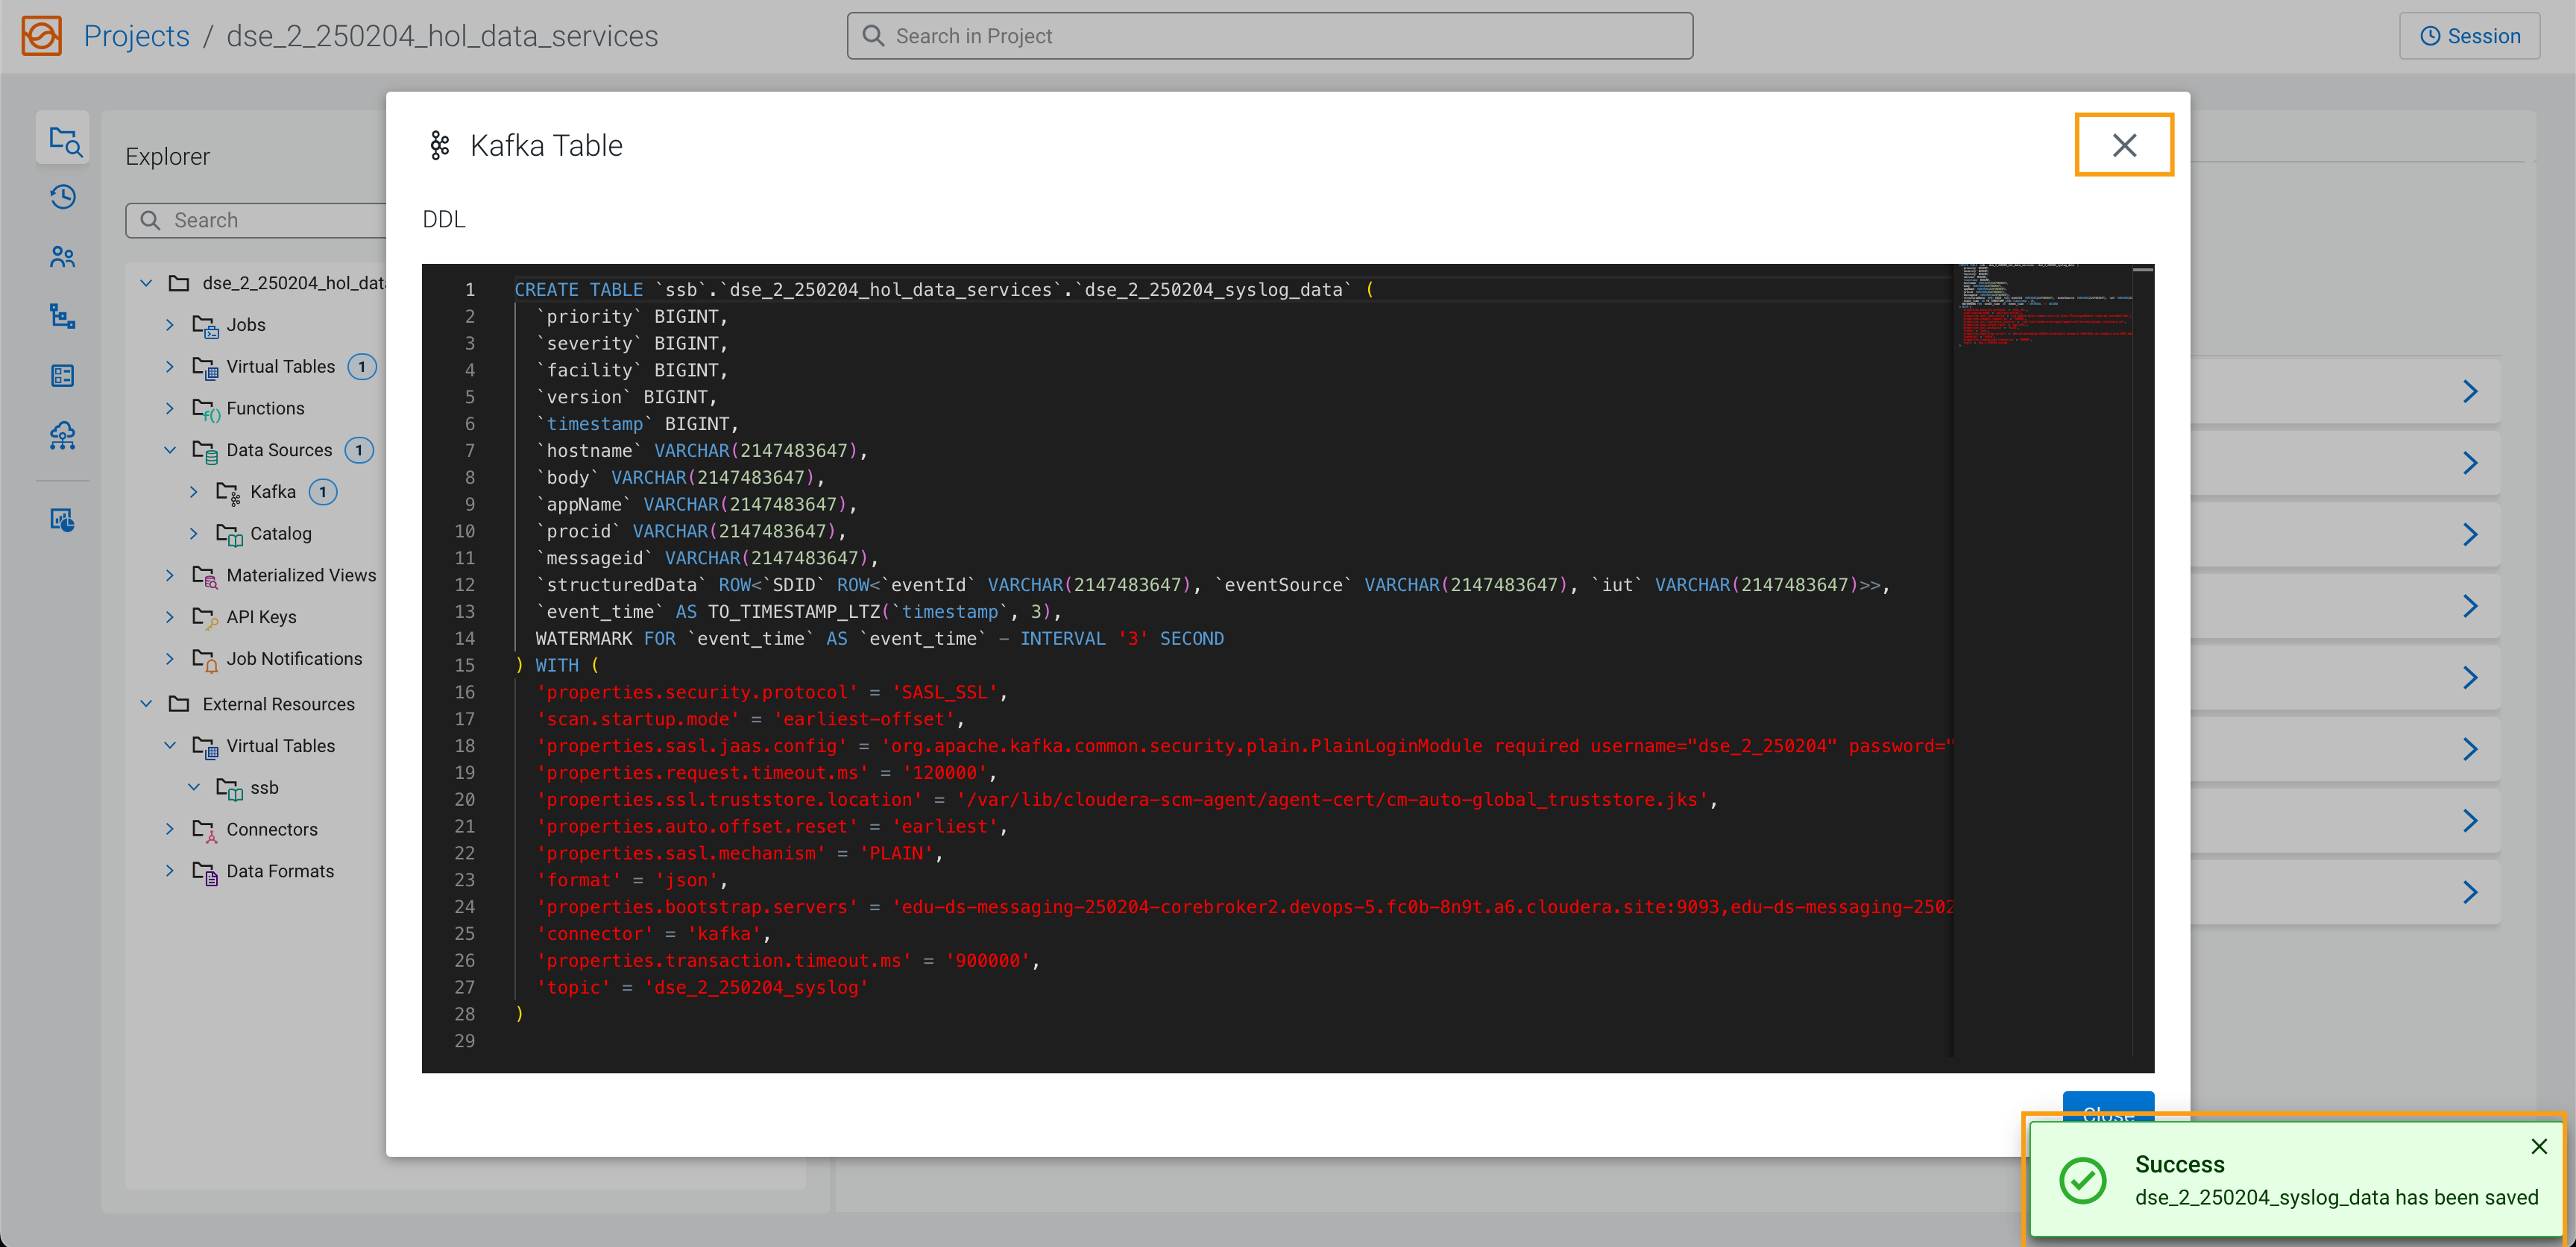 Projects / dse_2_250204_hol_data_services
Search in Project
Session
Explorer
Search
dse_2_250204_hol_dat
Jobs
Virtual Tables 1
Functions
Data Sources 1
Kafka 1
Catalog
Materialized Views
API Keys
Job Notifications
External Resources
Virtual Tables
ssb
Connectors
Data Formats
Kafka Table
DDL
1 CREATE TABLE `ssb`.`dse_2_250204_hol_data_services`.`dse_2_250204_syslog_data` (
2 `priority` BIGINT,
3 `severity` BIGINT,
4 `facility` BIGINT,
5 `version` BIGINT,
6 `timestamp` BIGINT,
7 `hostname` VARCHAR(2147483647),
8 `body` VARCHAR(2147483647),
9 `appName` VARCHAR(2147483647),
10 `procid` VARCHAR(2147483647),
11 `messageid` VARCHAR(2147483647),
12 `structuredData` ROW<`SDID` ROW<`eventId` VARCHAR(2147483647), `eventSource` VARCHAR(2147483647), `iut` VARCHAR(2147483647)>>,
13 `event_time` AS TO_TIMESTAMP_LTZ(`timestamp`, 3),
14 WATERMARK FOR `event_time` AS `event_time` - INTERVAL '3' SECOND
15 ) WITH (
16 'properties.security.protocol' = 'SASL_SSL',
17 'scan.startup.mode' = 'earliest-offset',
18 'properties.sasl.jaas.config' = 'org.apache.kafka.common.security.plain.PlainLoginModule required username="dse_2_250204" password="
19 'properties.request.timeout.ms' = '120000',
20 'properties.ssl.truststore.location' = '/var/lib/cloudera-scm-agent/agent-cert/cm-auto-global_truststore.jks',
21 'properties.auto.offset.reset' = 'earliest',
22 'properties.sasl.mechanism' = 'PLAIN',
23 'format' = 'json',
24 'properties.bootstrap.servers' = 'edu-ds-messaging-250204-corebroker2.devops-5.fc0b-8n9t.a6.cloudera.site:9093,edu-ds-messaging-2502
25 'connector' = 'kafka',
26 'properties.transaction.timeout.ms' = '900000',
27 'topic' = 'dse_2_250204_syslog'
28 )
29
Close
Success
dse_2_250204_syslog_data has been saved